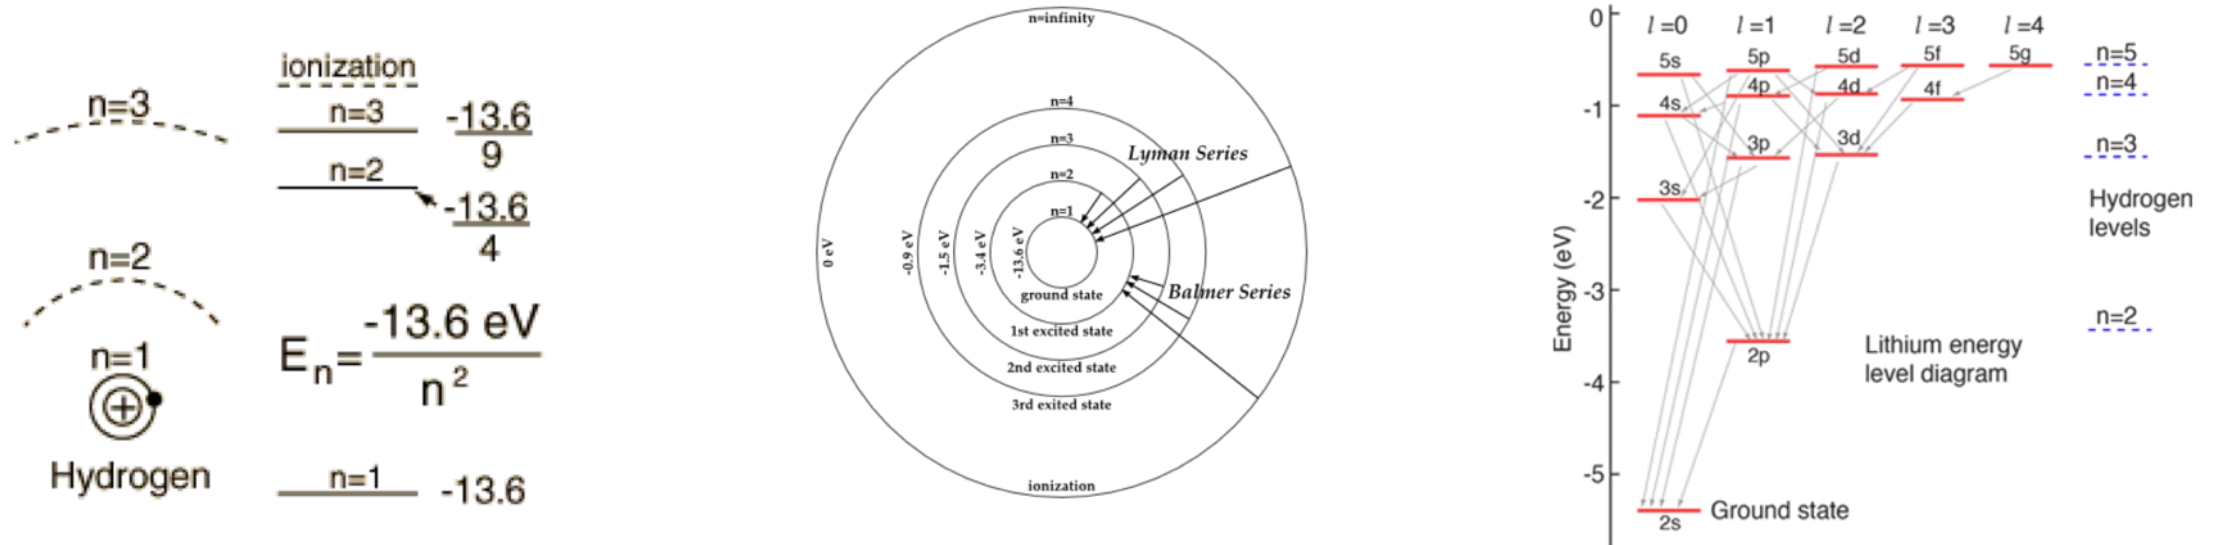 n=3
n=2
n=1
Hydrogen
ionization
n=3
-13.6
9
n=2
-13.6
4
E_n = -13.6 eV
n²
n=1
-13.6
n=infinity
n=4
n=3
n=2
n=1
Lyman Series
0 eV
-0.9 eV
-1.5 eV
-3.4 eV
-13.6 eV
Balmer Series
ground state
1st excited state
2nd excited state
3rd exited state
ionization
Energy (eV)
0
-1
-2
-3
-4
-5
l=0 l=1 l=2 l=3 l=4
5s 5p 5d 5f 5g
4s 4p 4d 4f
3s 3p 3d
2p
2s
Ground state
Lithium energy
level diagram
n=5
n=4
n=3
Hydrogen
levels
n=2